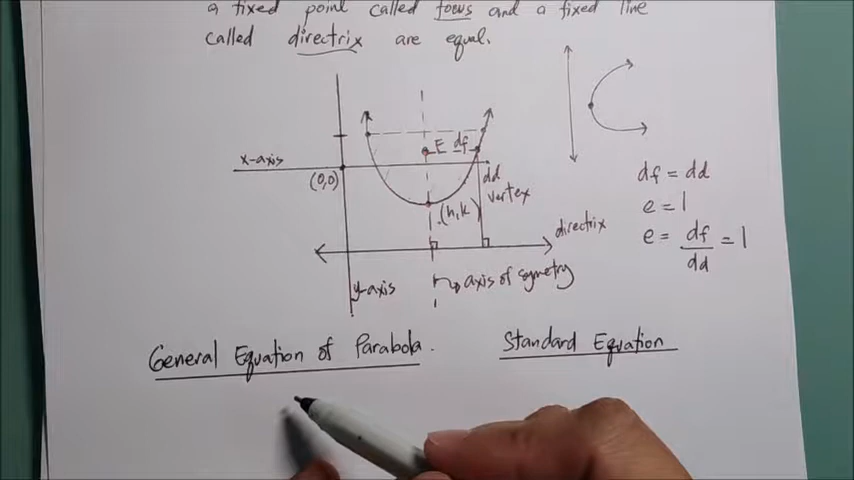 a fixed point called focus and a fixed line
called directrix are equal.
x-axis
(0,0)
df
dd
vertex
(h,k)
directrix
y-axis
axis of symetry
df = dd
e = 1
e = df/dd = 1
General Equation of Parabola.
Standard Equation